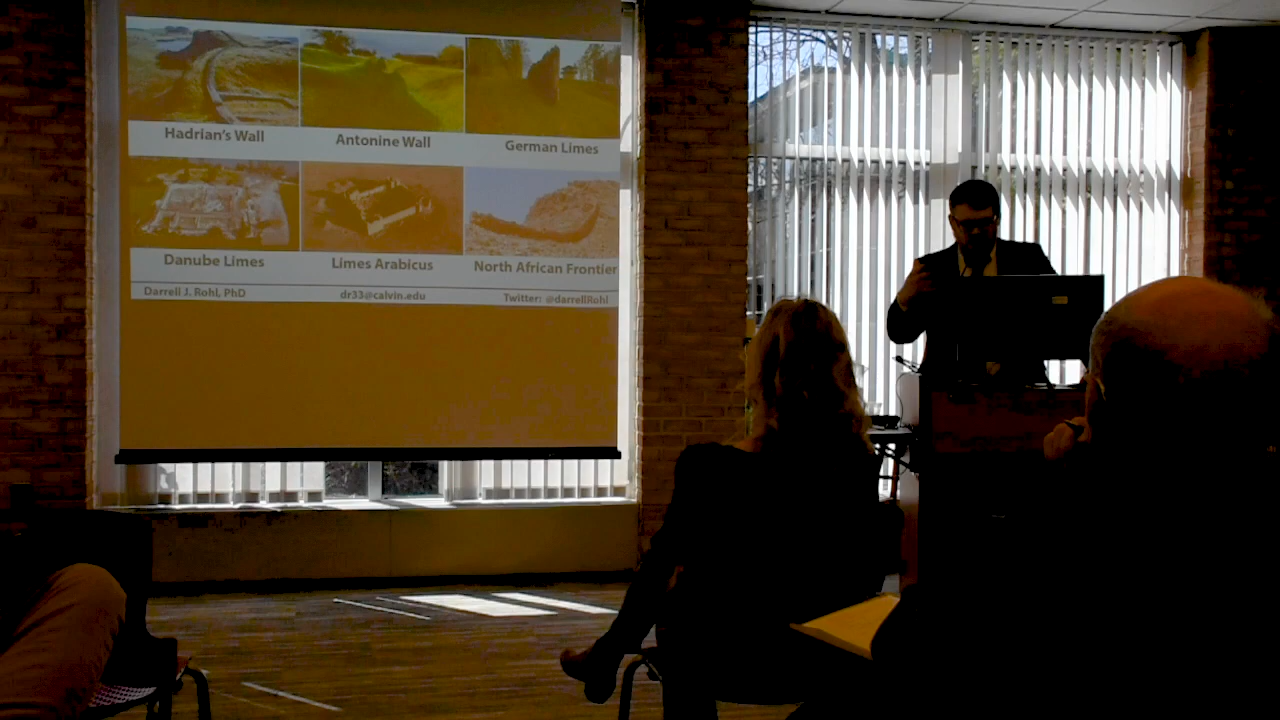 Hadrian's Wall
Antonine Wall
German Limes
Danube Limes
Limes Arabicus
North African Frontier
Darrell J. Rohl, PhD
dr33@calvin.edu
Twitter: @darrellRohl